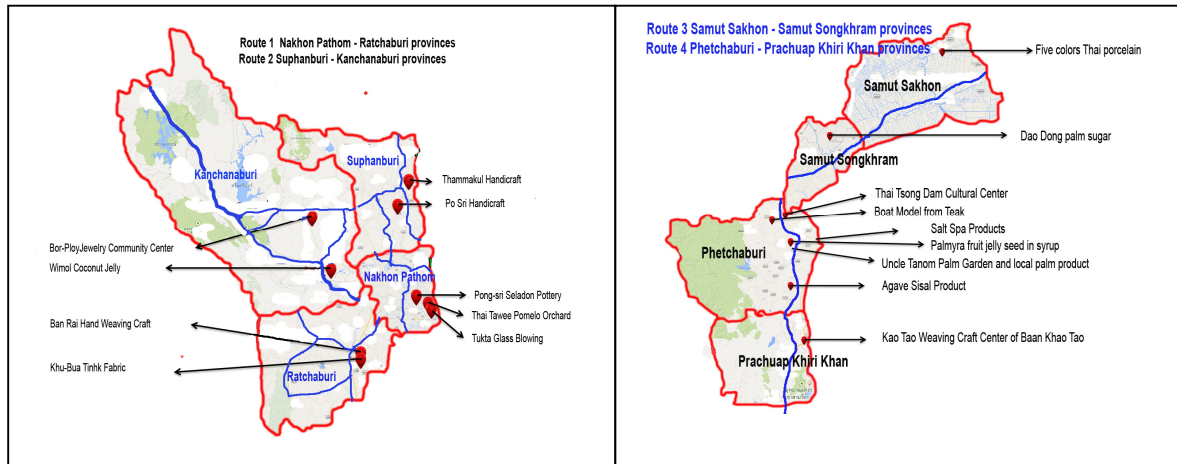 Route 1 Nakhon Pathom - Ratchaburi provinces
Route 2 Suphanburi - Kanchanaburi provinces
Kanchanaburi
Suphanburi
Thammakul Handicraft
Po Sri Handicraft
Bor-PloyJewelry Community Center
Wimol Coconut Jelly
Nakhon Pathom
Pong-sri Seladon Pottery
Thai Tawee Pomelo Orchard
Tukta Glass Blowing
Ban Rai Hand Weaving Craft
Khu-Bua Tinhk Fabric
Ratchaburi
Route 3 Samut Sakhon - Samut Songkhram provinces
Route 4 Phetchaburi - Prachuap Khiri Khan provinces
Five colors Thai porcelain
Samut Sakhon
Dao Dong palm sugar
Samut Songkhram
Thai Tsong Dam Cultural Center
Boat Model from Teak
Salt Spa Products
Palmyra fruit jelly seed in syrup
Phetchaburi
Uncle Tanom Palm Garden and local palm product
Agave Sisal Product
Kao Tao Weaving Craft Center of Baan Khao Tao
Prachuap Khiri Khan